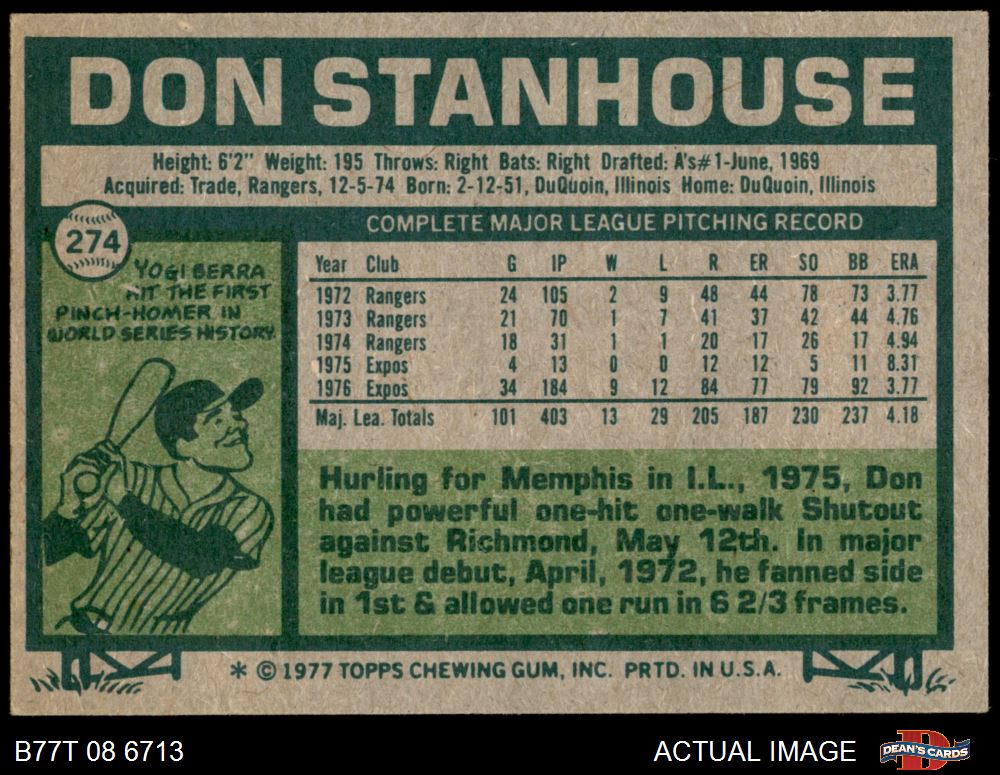 DON STANHOUSE
Height: 6'2" Weight: 195 Throws: Right Bats: Right Drafted: A's#1-June, 1969
Acquired: Trade, Rangers, 12-5-74 Born: 2-12-51, DuQuoin, Illinois Home: DuQuoin, Illinois
274
YOGI BERRA
HIT THE FIRST
PINCH-HOMER IN
WORLD SERIES HISTORY.
COMPLETE MAJOR LEAGUE PITCHING RECORD
Year Club G IP W L R ER SO BB ERA
1972 Rangers 24 105 2 9 48 44 78 73 3.77
1973 Rangers 21 70 1 7 41 37 42 44 4.76
1974 Rangers 18 31 1 1 20 17 26 17 4.94
1975 Expos 4 13 0 0 12 12 5 11 8.31
1976 Expos 34 184 9 12 84 77 79 92 3.77
Maj. Lea. Totals 101 403 13 29 205 187 230 237 4.18
Hurling for Memphis in I.L., 1975, Don
had powerful one-hit one-walk Shutout
against Richmond, May 12th. In major
league debut, April, 1972, he fanned side
in 1st & allowed one run in 6 2/3 frames.
* © 1977 TOPPS CHEWING GUM, INC. PRTD. IN U.S.A.
B77T 08 6713
ACTUAL IMAGE
DEAN'S CARDS